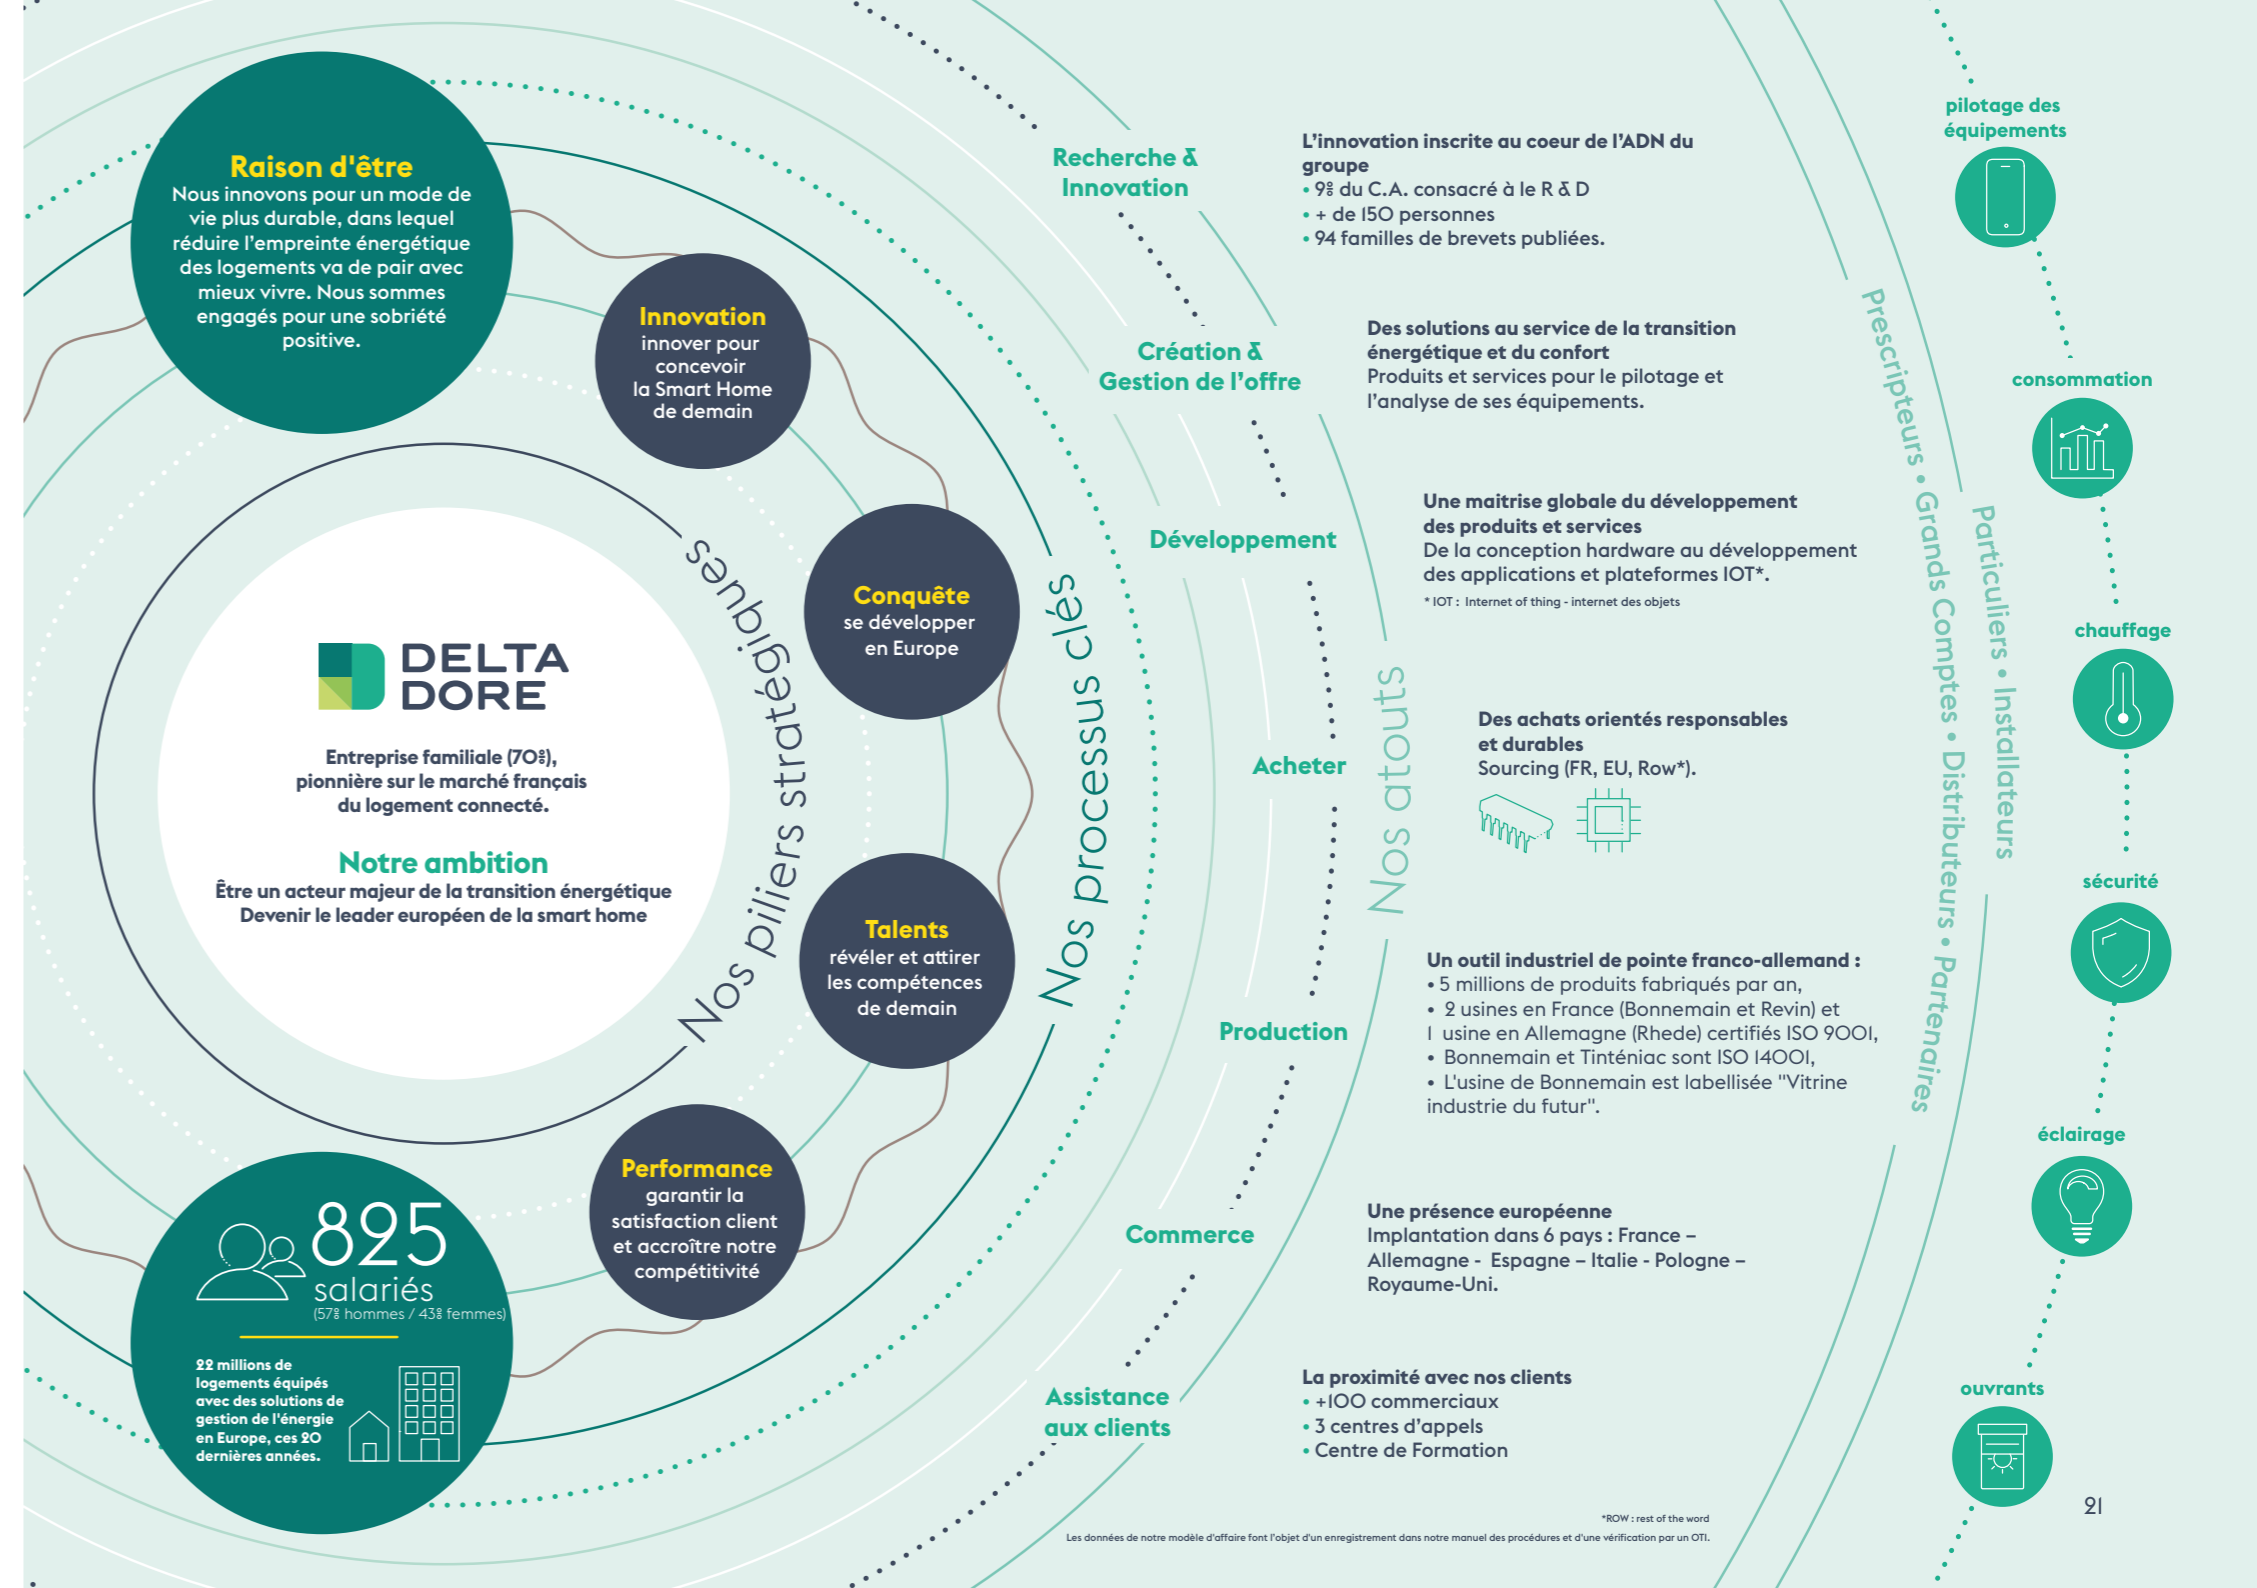 Raison d'être
Nous innovons pour un mode de
vie plus durable, dans lequel
réduire l'empreinte énergétique
des logements va de pair avec
mieux vivre. Nous sommes
engagés pour une sobriété
positive.
DELTA
DORE
Entreprise familiale (70%),
pionnière sur le marché français
du logement connecté.
Notre ambition
Être un acteur majeur de la transition énergétique
Devenir le leader européen de la smart home
825
salariés
(57% hommes / 43% femmes)
22 millions de
logements équipés
avec des solutions de
gestion de l'énergie
en Europe, ces 20
dernières années.
Nos piliers stratégiques
Innovation
innover pour
concevoir
la Smart Home
de demain
Conquête
se développer
en Europe
Talents
révéler et attirer
les compétences
de demain
Performance
garantir la
satisfaction client
et accroître notre
compétitivité
Nos processus clés
Recherche &
Innovation
Création &
Gestion de l'offre
Développement
Acheter
Production
Commerce
Assistance
aux clients
Nos atouts
L'innovation inscrite au coeur de l'ADN du
groupe
• 9% du C.A. consacré à le R & D
• + de 150 personnes
• 94 familles de brevets publiées.
Des solutions au service de la transition
énergétique et du confort
Produits et services pour le pilotage et
l'analyse de ses équipements.
Une maitrise globale du développement
des produits et services
De la conception hardware au développement
des applications et plateformes IOT*.
* IOT : Internet of thing - internet des objets
Des achats orientés responsables
et durables
Sourcing (FR, EU, Row*).
Un outil industriel de pointe franco-allemand :
• 5 millions de produits fabriqués par an,
• 2 usines en France (Bonnemain et Revin) et
1 usine en Allemagne (Rhede) certifiés ISO 9001,
• Bonnemain et Tinténiac sont ISO 14001,
• L'usine de Bonnemain est labellisée "Vitrine
industrie du futur".
Une présence européenne
Implantation dans 6 pays : France –
Allemagne - Espagne – Italie - Pologne –
Royaume-Uni.
La proximité avec nos clients
• +100 commerciaux
• 3 centres d'appels
• Centre de Formation
Prescripteurs • Grands Comptes • Distributeurs • Partenaires
Particuliers • Installateurs
pilotage des
équipements
consommation
chauffage
sécurité
éclairage
ouvrants
*ROW : rest of the word
Les données de notre modèle d'affaire font l'objet d'un enregistrement dans notre manuel des procédures et d'une vérification par un OTI.
21